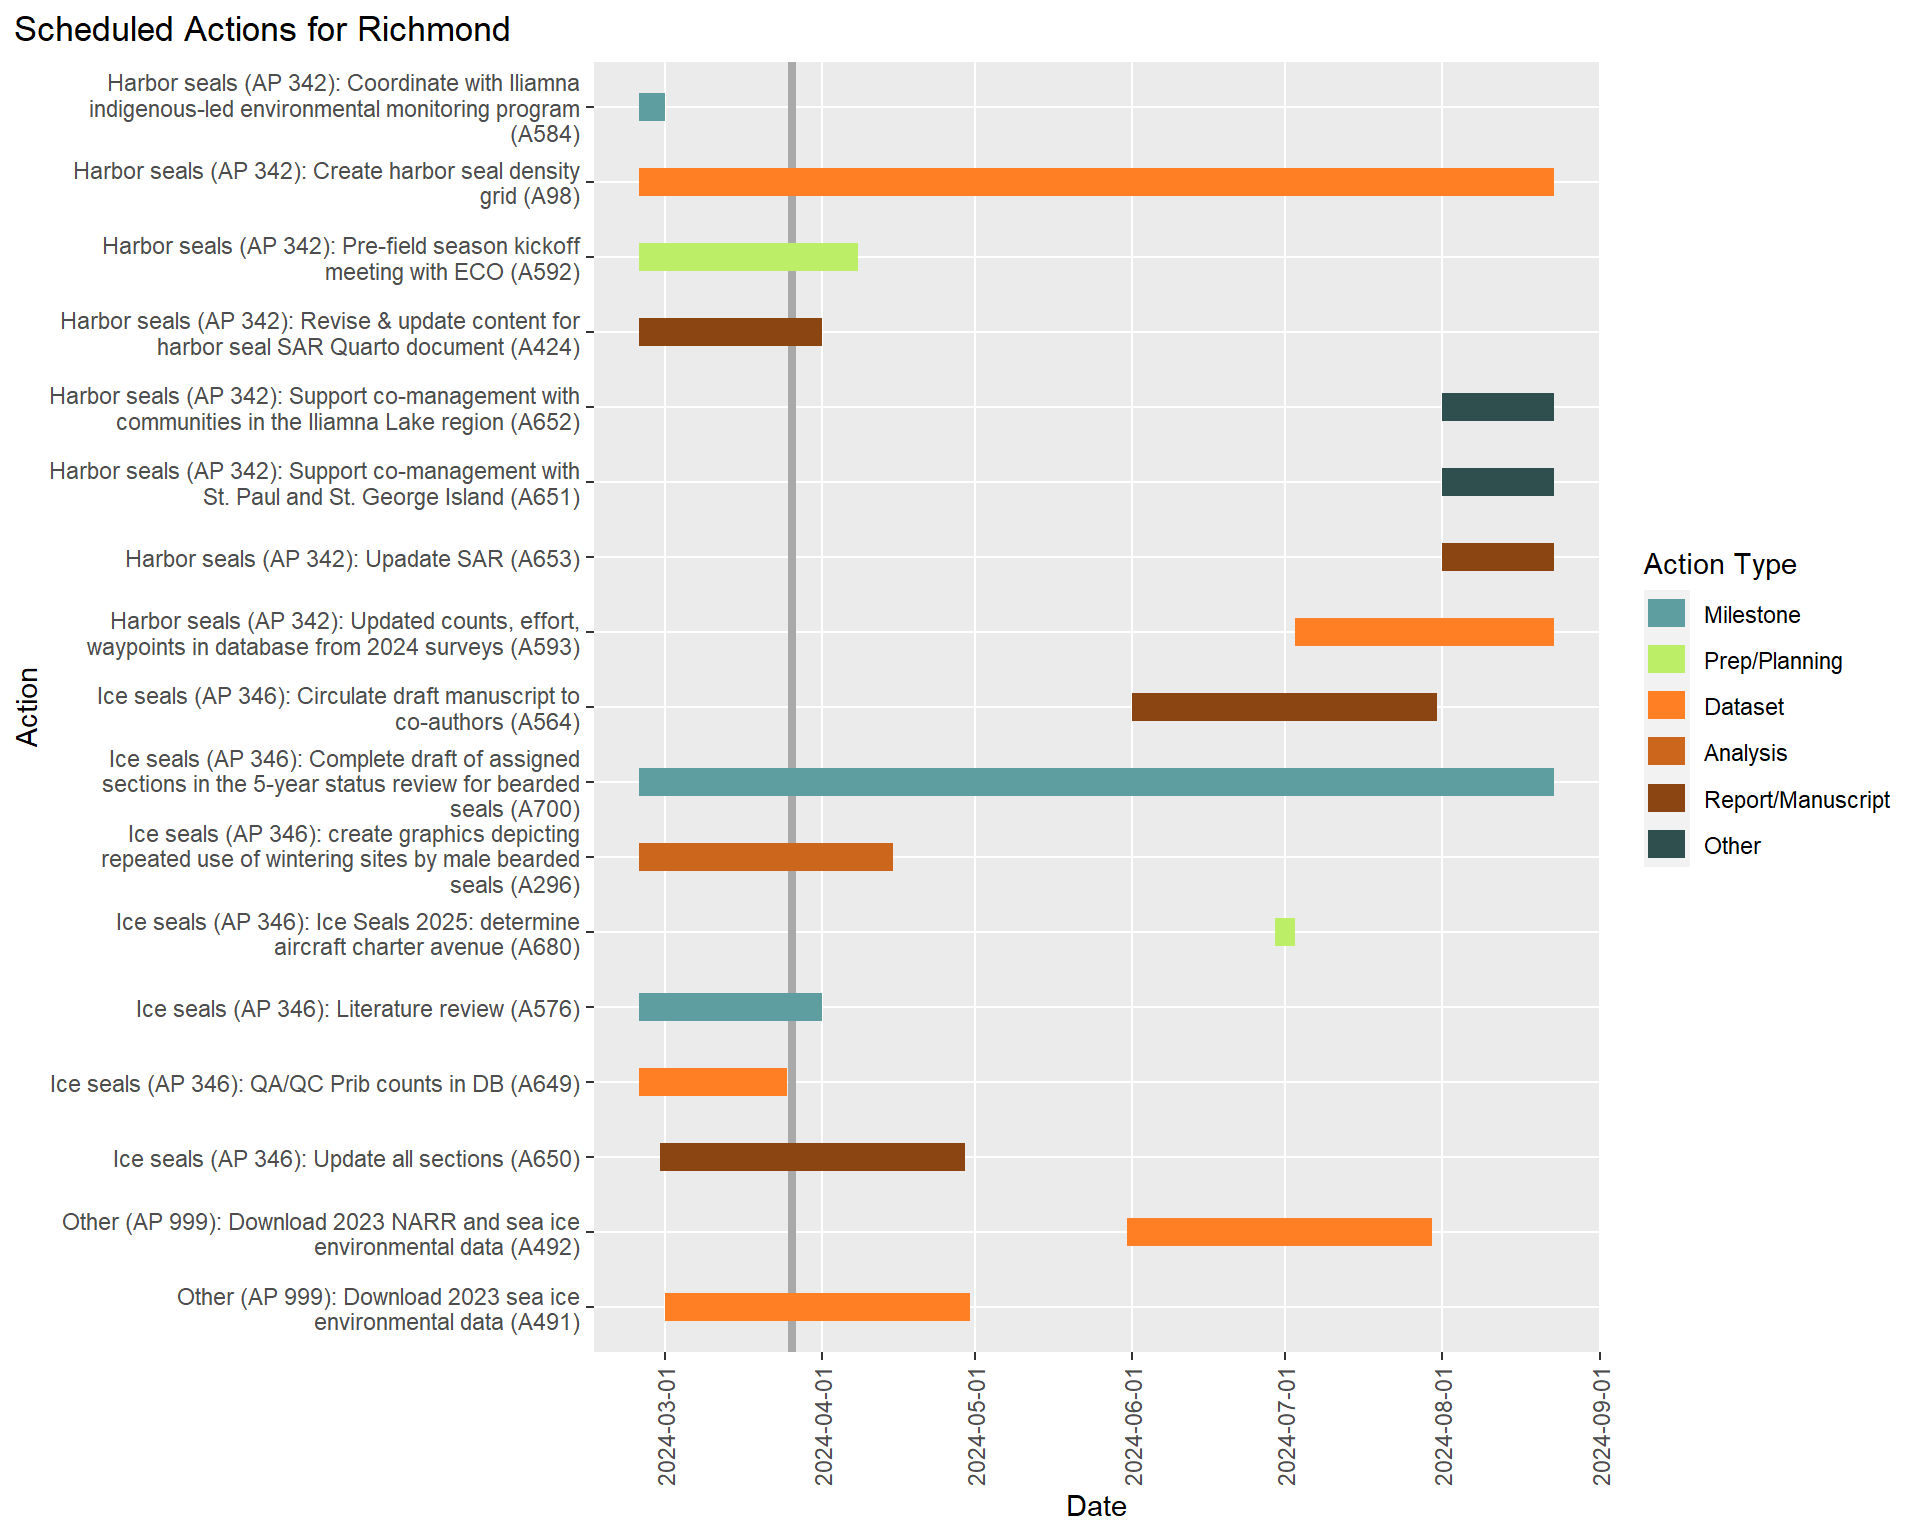 Scheduled Actions for Richmond
Harbor seals (AP 342): Coordinate with Iliamna
indigenous-led environmental monitoring program
(A584)
Harbor seals (AP 342): Create harbor seal density
grid (A98)
Harbor seals (AP 342): Pre-field season kickoff
meeting with ECO (A592)
Harbor seals (AP 342): Revise & update content for
harbor seal SAR Quarto document (A424)
Harbor seals (AP 342): Support co-management with
communities in the Iliamna Lake region (A652)
Harbor seals (AP 342): Support co-management with
St. Paul and St. George Island (A651)
Harbor seals (AP 342): Upadate SAR (A653)
Harbor seals (AP 342): Updated counts, effort,
waypoints in database from 2024 surveys (A593)
Ice seals (AP 346): Circulate draft manuscript to
co-authors (A564)
Ice seals (AP 346): Complete draft of assigned
sections in the 5-year status review for bearded
seals (A700)
Ice seals (AP 346): create graphics depicting
repeated use of wintering sites by male bearded
seals (A296)
Ice seals (AP 346): Ice Seals 2025: determine
aircraft charter avenue (A680)
Ice seals (AP 346): Literature review (A576)
Ice seals (AP 346): QA/QC Prib counts in DB (A649)
Ice seals (AP 346): Update all sections (A650)
Other (AP 999): Download 2023 NARR and sea ice
environmental data (A492)
Other (AP 999): Download 2023 sea ice
environmental data (A491)
Action
2024-03-01
2024-04-01
2024-05-01
2024-06-01
2024-07-01
2024-08-01
2024-09-01
Date
Action Type
Milestone
Prep/Planning
Dataset
Analysis
Report/Manuscript
Other